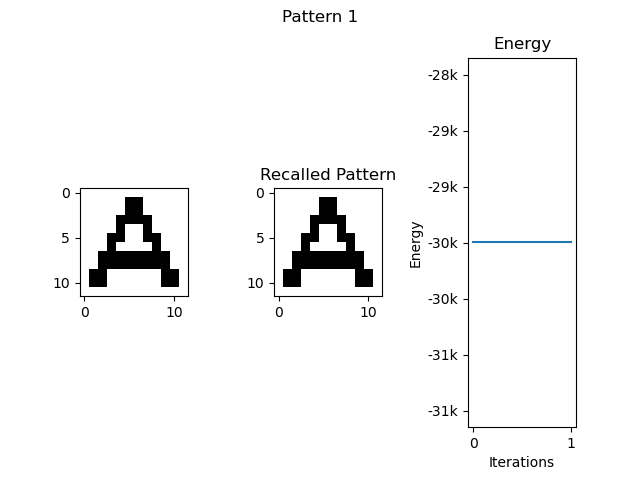 Pattern 1
0
5
10
0
10
Recalled Pattern
0
5
10
0
10
Energy
Energy
-28k
-29k
-29k
-30k
-30k
-31k
-31k
0
1
Iterations